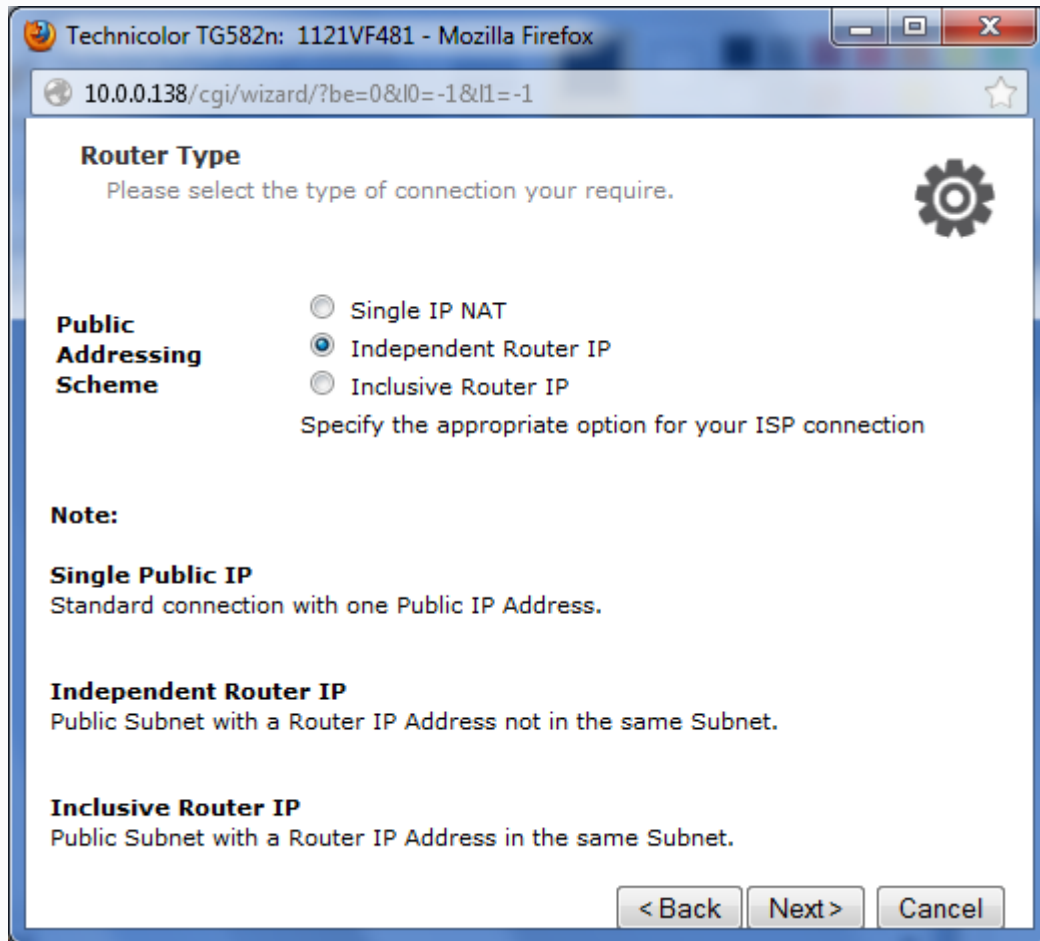 Technicolor TG582n: 1121VF481 - Mozilla Firefox
10.0.0.138/cgi/wizard/?be=0&l0=-1&l1=-1
Router Type
Please select the type of connection your require.
Public
Addressing
Scheme
Single IP NAT
Independent Router IP
Inclusive Router IP
Specify the appropriate option for your ISP connection
Note:
Single Public IP
Standard connection with one Public IP Address.
Independent Router IP
Public Subnet with a Router IP Address not in the same Subnet.
Inclusive Router IP
Public Subnet with a Router IP Address in the same Subnet.
< Back Next > Cancel